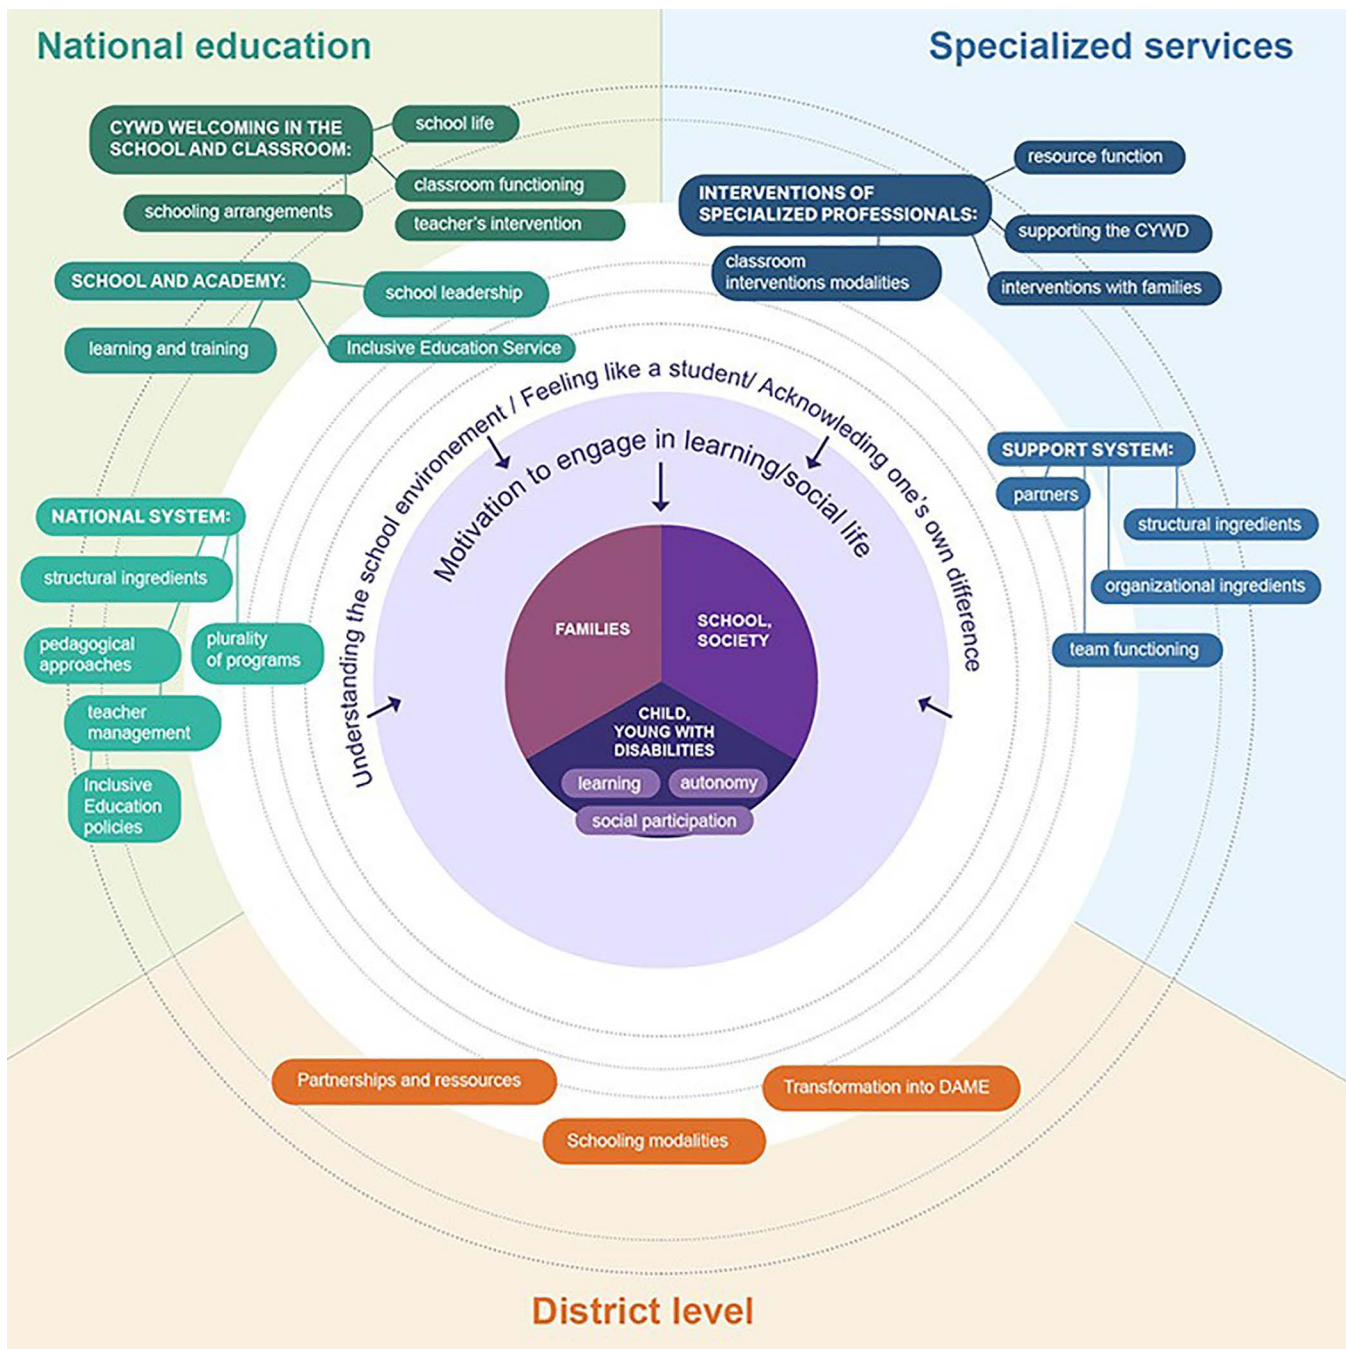 National education
Specialized services
CYWD WELCOMING IN THE
SCHOOL AND CLASSROOM:
school life
classroom functioning
schooling arrangements
teacher's intervention
SCHOOL AND ACADEMY:
school leadership
learning and training
Inclusive Education Service
NATIONAL SYSTEM:
structural ingredients
pedagogical
approaches
plurality
of programs
teacher
management
Inclusive
Education
policies
resource function
INTERVENTIONS OF
SPECIALIZED PROFESSIONALS:
supporting the CYWD
classroom
interventions modalities
interventions with families
SUPPORT SYSTEM:
partners
structural ingredients
organizational ingredients
team functioning
Understanding the school environement / Feeling like a student/ Acknowleding one's own difference
Motivation to engage in learning/social life
FAMILIES
SCHOOL,
SOCIETY
CHILD,
YOUNG WITH
DISABILITIES
learning
autonomy
social participation
Partnerships and ressources
Transformation into DAME
Schooling modalities
District level